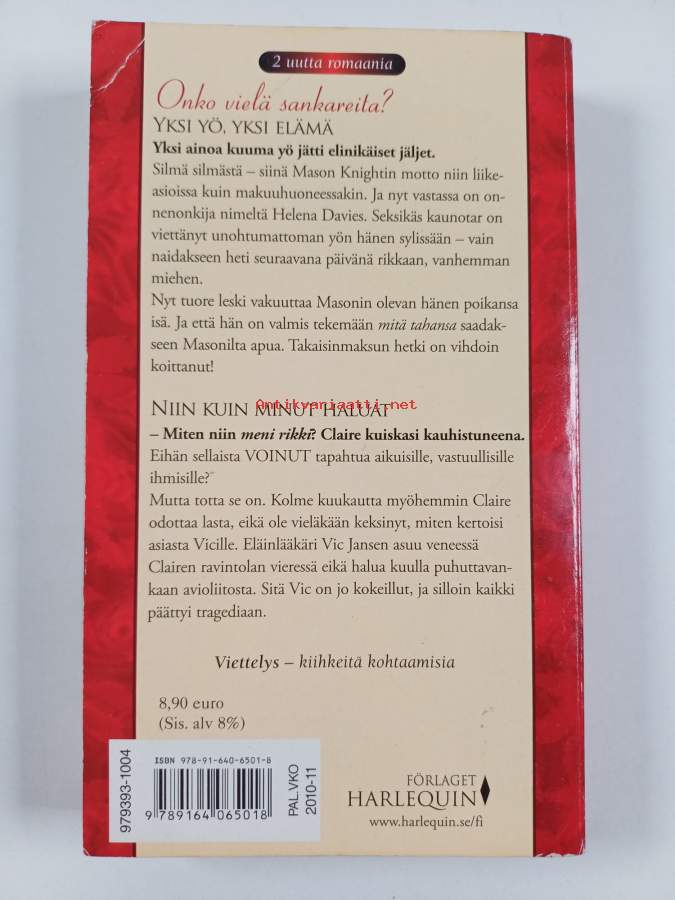 2 uutta romaania
Onko vielä sankareita?
YKSI YÖ, YKSI ELÄMÄ
Yksi ainoa kuuma yö jätti elinikäiset jäljet.
Silmä silmästä – siinä Mason Knightin motto niin liike-
asioissa kuin makuuhuoneessakin. Ja nyt vastassa on on-
nenonkija nimeltä Helena Davies. Seksikäs kaunotar on
viettänyt unohtumattoman yön hänen sylissään – vain
naidakseen heti seuraavana päivänä rikkaan, vanhemman
miehen.
Nyt tuore leski vakuuttaa Masonin olevan hänen poikansa
isä. Ja että hän on valmis tekemään mitä tahansa saadak-
seen Masonilta apua. Takaisinmaksun hetki on vihdoin
koittanut!
Antikvariaatti.net
NIIN KUIN MINUT HALUAT
– Miten niin meni rikki? Claire kuiskasi kauhistuneena.
Eihän sellaista VOINUT tapahtua aikuisille, vastuullisille
ihmisille?
Mutta totta se on. Kolme kuukautta myöhemmin Claire
odottaa lasta, eikä ole vieläkään keksinyt, miten kertoisi
asiasta Vicille. Eläinlääkäri Vic Jansen asuu veneessä
Clairen ravintolan vieressä eikä halua kuulla puhuttavan-
kaan avioliitosta. Sitä Vic on jo kokeillut, ja silloin kaikki
päättyi tragediaan.
Viettelys – kiihkeitä kohtaamisia
8,90 euro
(Sis. alv 8%)
979393-1004
ISBN 978-91-640-6501-8
9 789164 065018
PAL.VKO
2010-11
FÖRLAGET
HARLEQUIN
www.harlequin.se/fi